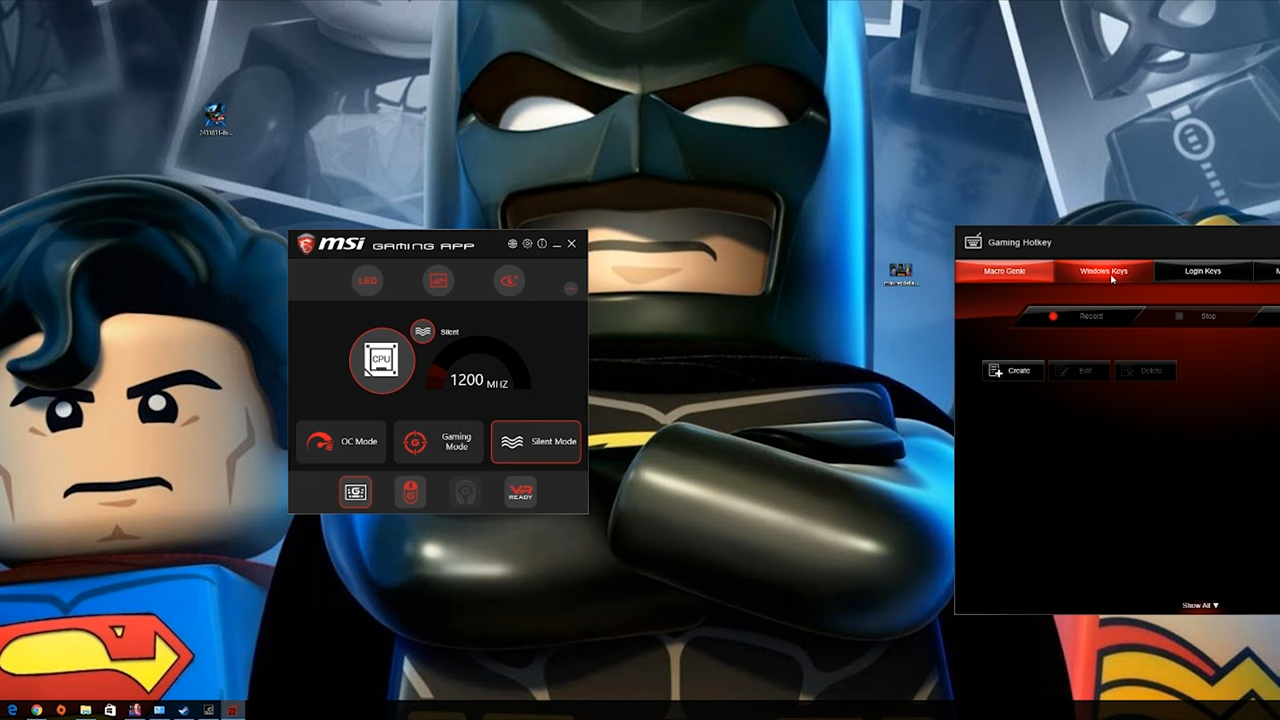 msi GAMING APP
LED
Silent
CPU
1200 MHZ
OC Mode
Gaming Mode
Silent Mode
VR READY
Gaming Hotkey
Macro Genie
Windows Keys
Login Keys
M
Record
Stop
Create
Edit
Delete
Show All ▼